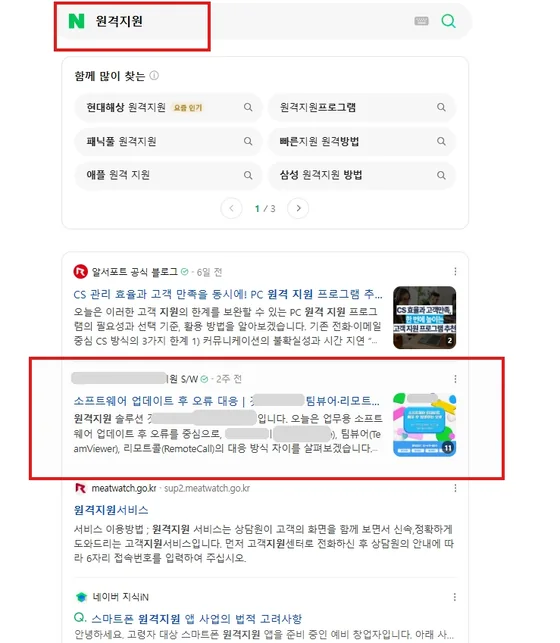 N 원격지원
함께 많이 찾는
현대해상 원격지원 요즘 인기
원격지원프로그램
패닉풀 원격지원
빠른지원 원격방법
애플 원격 지원
삼성 원격지원 방법
1 / 3
알서포트 공식 블로그 · 6일 전
CS 관리 효율과 고객 만족을 동시에! PC 원격 지원 프로그램 추...
오늘은 이러한 고객 지원의 한계를 보완할 수 있는 PC 원격 지원 프로그
램의 필요성과 선택 기준, 활용 방법을 알아보겠습니다. 기존 전화·이메일
중심 CS 방식의 3가지 한계 1) 커뮤니케이션의 불확실성과 시간 지연 "...
CS 효율과 고객만족,
한 번에 높이는
고객 지원 프로그램 추천
2
원 S/W · 2주 전
소프트웨어 업데이트 후 오류 대응 | 팀뷰어·리모트...
원격지원 솔루션 입니다. 오늘은 업무용 소프트
웨어 업데이트 후 오류를 중심으로, ), 팀뷰어(Te
amViewer), 리모트콜(RemoteCall)의 대응 방식 차이를 살펴보겠습니다....
11
meatwatch.go.kr · sup2.meatwatch.go.kr
원격지원서비스
서비스 이용방법 ; 원격지원 서비스는 상담원이 고객의 화면을 함께 보면서 신속,정확하게
도와드리는 고객지원서비스입니다. 먼저 고객지원센터로 전화하신 후 상담원의 안내에 따
라 6자리 접속번호를 입력하여 주십시오.
네이버 지식iN
Q. 스마트폰 원격지원 앱 사업의 법적 고려사항
안녕하세요. 고령자 대상 스마트폰 원격지원 앱을 준비 중인 예비 창업자입니다. 아래 사...